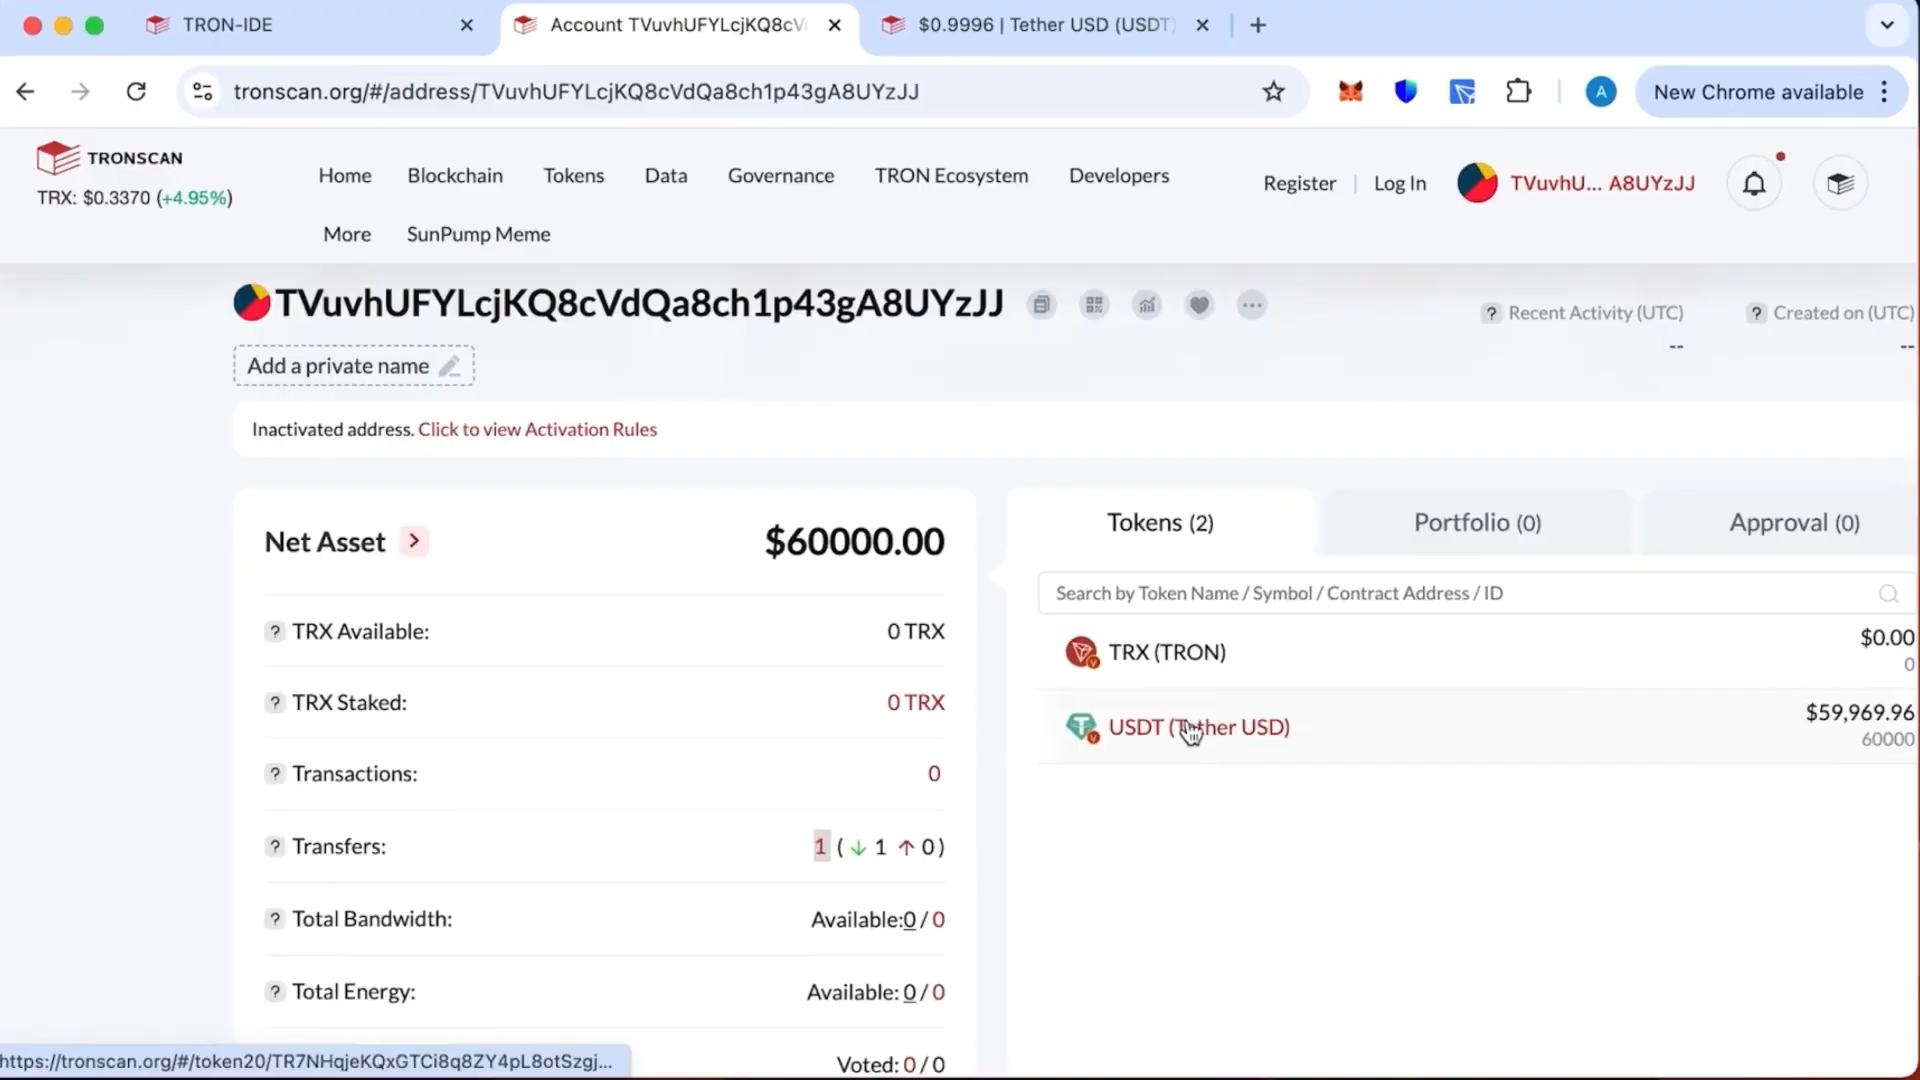 TRON-IDE
Account TVuvhUFYLcjKQ8cV
$0.9996 | Tether USD (USDT)
tronscan.org/#/address/TVuvhUFYLcjKQ8cVdQa8ch1p43gA8UYzJJ
A
New Chrome available
TRONSCAN
TRX: $0.3370 (+4.95%)
Home Blockchain Tokens Data Governance TRON Ecosystem Developers
More SunPump Meme
Register | Log In
TVuvhU... A8UYzJJ
TVuvhUFYLcjKQ8cVdQa8ch1p43gA8UYzJJ
? Recent Activity (UTC)
--
? Created on (UTC)
--
Add a private name
Inactivated address. Click to view Activation Rules
Net Asset > $60000.00
? TRX Available: 0 TRX
? TRX Staked: 0 TRX
? Transactions: 0
? Transfers: 1 ( ↓ 1 ↑ 0 )
? Total Bandwidth: Available:0 / 0
? Total Energy: Available: 0 / 0
Voted: 0 / 0
Tokens (2)
Portfolio (0)
Approval (0)
Search by Token Name / Symbol / Contract Address / ID
TRX (TRON) $0.00
0
USDT (Tether USD) $59,969.96
60000
https://tronscan.org/#/token20/TR7NHqjeKQxGTCi8q8ZY4pL8otSzgj...